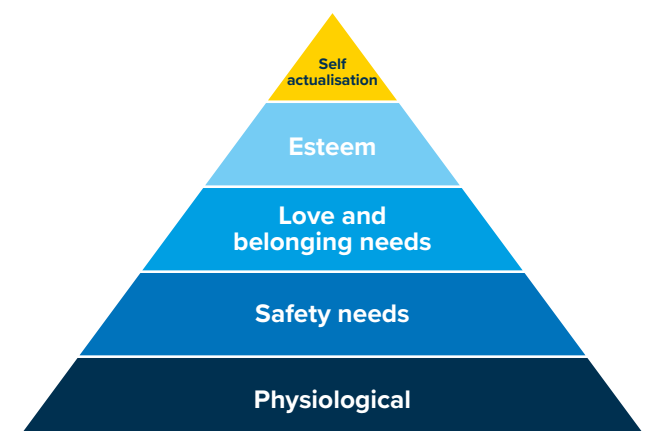 Self
actualisation
Esteem
Love and
belonging needs
Safety needs
Physiological